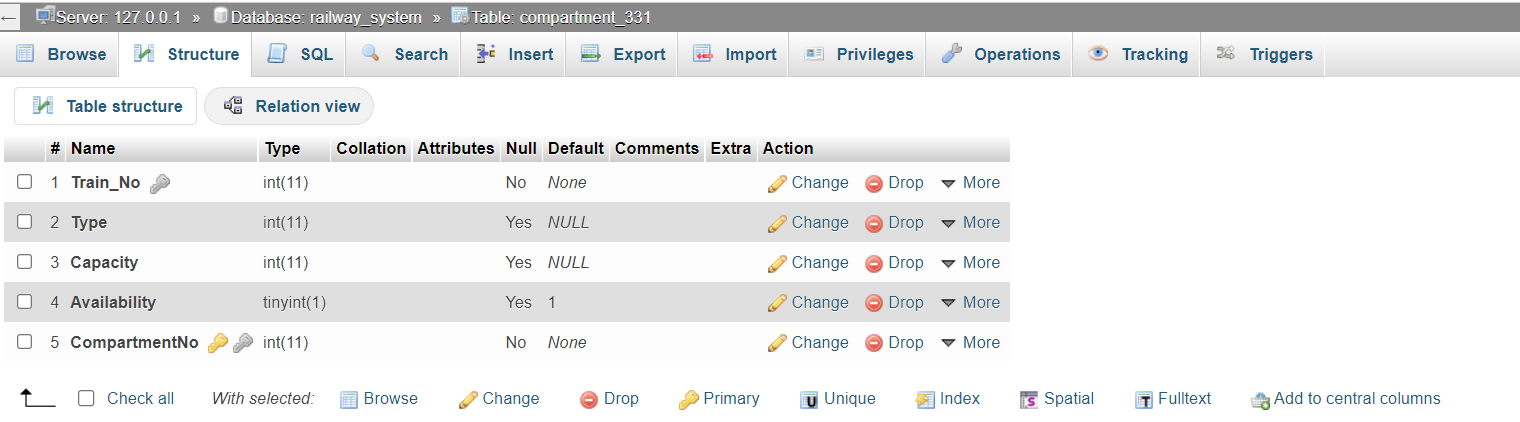 Server: 127.0.0.1 » Database: railway_system » Table: compartment_331
Browse Structure SQL Search Insert Export Import Privileges Operations Tracking Triggers
Table structure Relation view
# Name Type Collation Attributes Null Default Comments Extra Action
1 Train_No int(11) No None Change Drop More
2 Type int(11) Yes NULL Change Drop More
3 Capacity int(11) Yes NULL Change Drop More
4 Availability tinyint(1) Yes 1 Change Drop More
5 CompartmentNo int(11) No None Change Drop More
Check all With selected: Browse Change Drop Primary Unique Index Spatial Fulltext Add to central columns